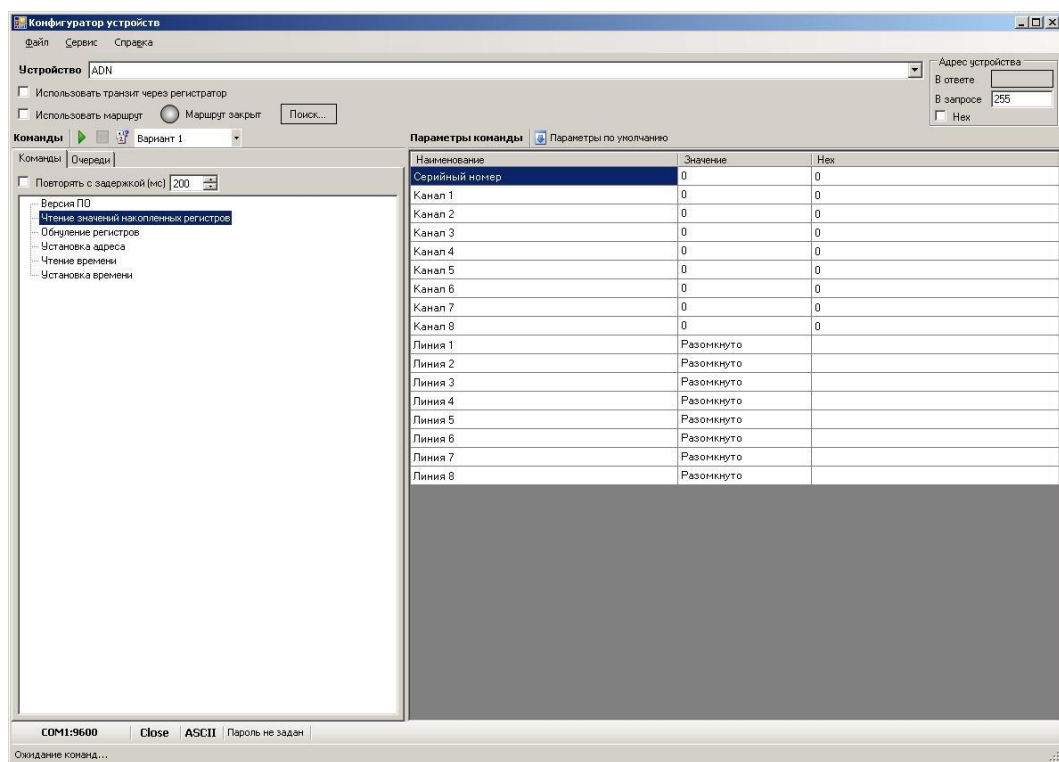 Конфигуратор устройств
Файл Сервис Справка
Устройство ADN
Адрес устройства
В ответе
В запросе 255
Hex
Использовать транзит через регистратор
Использовать маршрут Маршрут закрыт Поиск...
Команды Вариант 1
Параметры команды Параметры по умолчанию
Команды Очереди
Повторять с задержкой (мс) 200
Версия ПО
Чтение значений накопленных регистров
Обнуление регистров
Установка адреса
Чтение времени
Установка времени
Наименование Значение Hex
Серийный номер 0 0
Канал 1 0 0
Канал 2 0 0
Канал 3 0 0
Канал 4 0 0
Канал 5 0 0
Канал 6 0 0
Канал 7 0 0
Канал 8 0 0
Линия 1 Разомкнуто
Линия 2 Разомкнуто
Линия 3 Разомкнуто
Линия 4 Разомкнуто
Линия 5 Разомкнуто
Линия 6 Разомкнуто
Линия 7 Разомкнуто
Линия 8 Разомкнуто
COM1:9600 Close ASCII Пароль не задан
Ожидание команд...